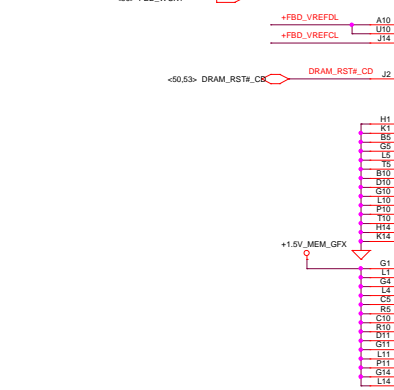 +FBD_VREFDL
A10
U10
+FBD_VREFCL
J14
<50,53> DRAM_RST#_CD
DRAM_RST#_CD
J2
H1
K1
B5
G5
L5
T5
B10
D10
G10
L10
P10
T10
H14
K14
+1.5V_MEM_GFX
G1
L1
G4
L4
C5
R5
C10
R10
D11
G11
L11
P11
G14
L14